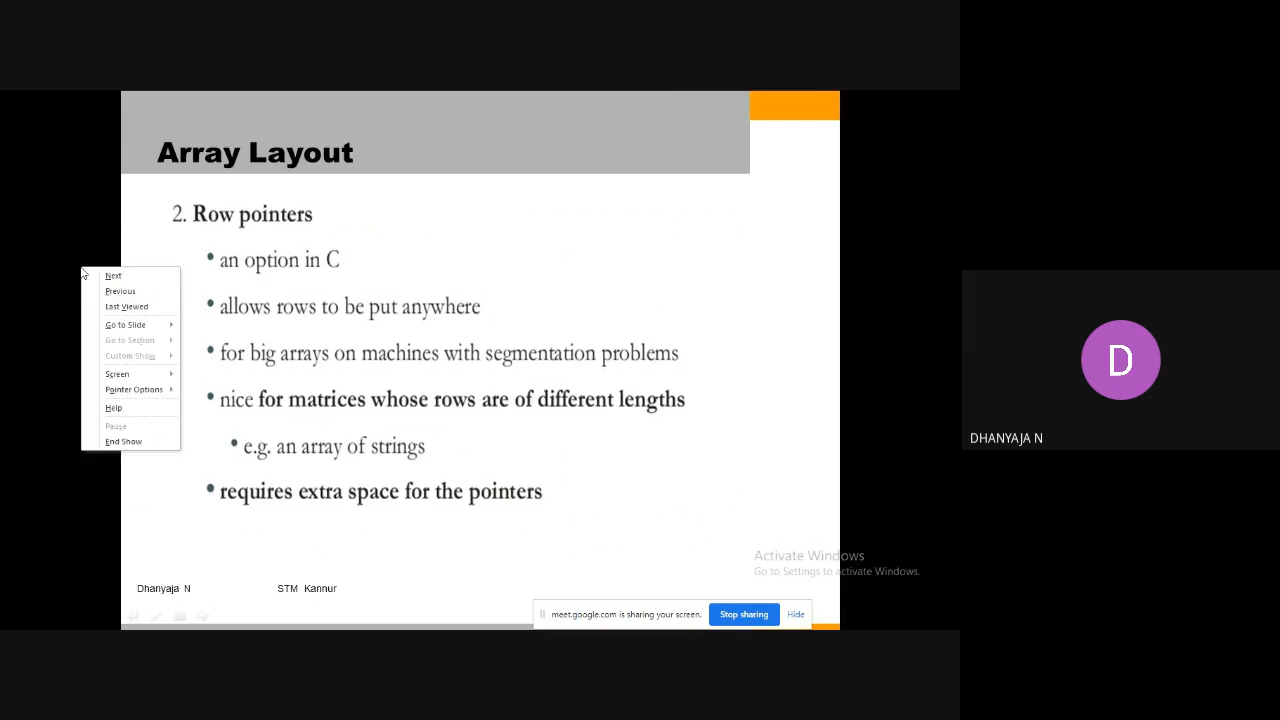 Array Layout
2. Row pointers
• an option in C
• allows rows to be put anywhere
• for big arrays on machines with segmentation problems
• nice for matrices whose rows are of different lengths
• e.g. an array of strings
• requires extra space for the pointers
Next
Previous
Last Viewed
Go to Slide
Go to Section
Custom Show
Screen
Pointer Options
Help
Pause
End Show
D
DHANYAJA N
Activate Windows
Go to Settings to activate Windows.
Dhanyaja N
STM Kannur
meet.google.com is sharing your screen.
Stop sharing
Hide